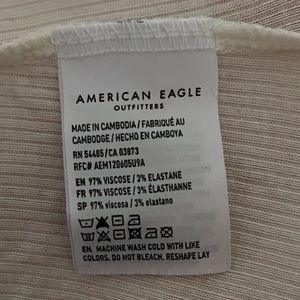 AMERICAN EAGLE
OUTFITTERS
MADE IN CAMBODIA / FABRIQUÉ AU
CAMBODGE / HECHO EN CAMBOYA
RN 54485 / CA 03873
RFC# AEM120605U9A
EN 97% VISCOSE / 3% ELASTANE
FR 97% VISCOSE / 3% ÉLASTHANNE
SP 97% viscosa / 3% elastano
EN MACHINE WASH COLD WITH LIKE
COLORS. DO NOT BLEACH. RESHAPE LAY